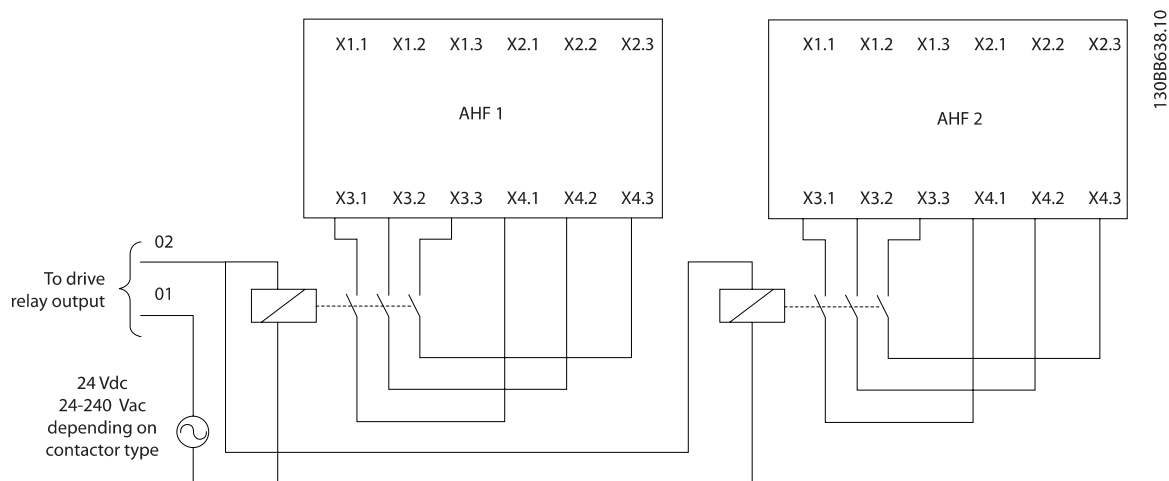 X1.1 X1.2 X1.3 X2.1 X2.2 X2.3
AHF 1
X3.1 X3.2 X3.3 X4.1 X4.2 X4.3
X1.1 X1.2 X1.3 X2.1 X2.2 X2.3
AHF 2
X3.1 X3.2 X3.3 X4.1 X4.2 X4.3
130BB638.10
02
To drive
relay output
01
24 Vdc
24-240 Vac
depending on
contactor type